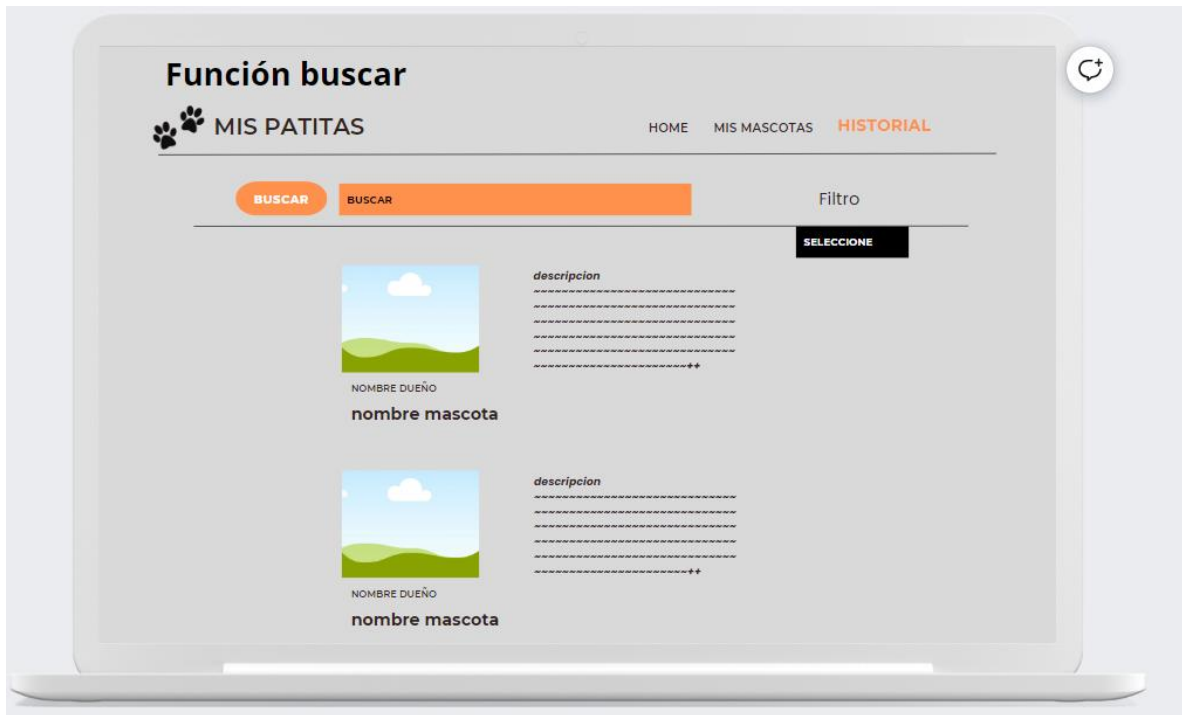 Función buscar
MIS PATITAS
HOME MIS MASCOTAS HISTORIAL
BUSCAR BUSCAR Filtro
SELECCIONE
descripcion
~~~~~~~~~~~~~~~~~~~~~~~~~~~~~
~~~~~~~~~~~~~~~~~~~~~~~~~~~~~
~~~~~~~~~~~~~~~~~~~~~~~~~~~~~
~~~~~~~~~~~~~~~~~~~~~~~~~~~~~
~~~~~~~~~~~~~~~~~~~~~~~~~~~~~
~~~~~~~~~~~~~~~~~~~~~~++
NOMBRE DUEÑO
nombre mascota
descripcion
~~~~~~~~~~~~~~~~~~~~~~~~~~~~~
~~~~~~~~~~~~~~~~~~~~~~~~~~~~~
~~~~~~~~~~~~~~~~~~~~~~~~~~~~~
~~~~~~~~~~~~~~~~~~~~~~~~~~~~~
~~~~~~~~~~~~~~~~~~~~~~~~~~~~~
~~~~~~~~~~~~~~~~~~~~~~++
NOMBRE DUEÑO
nombre mascota